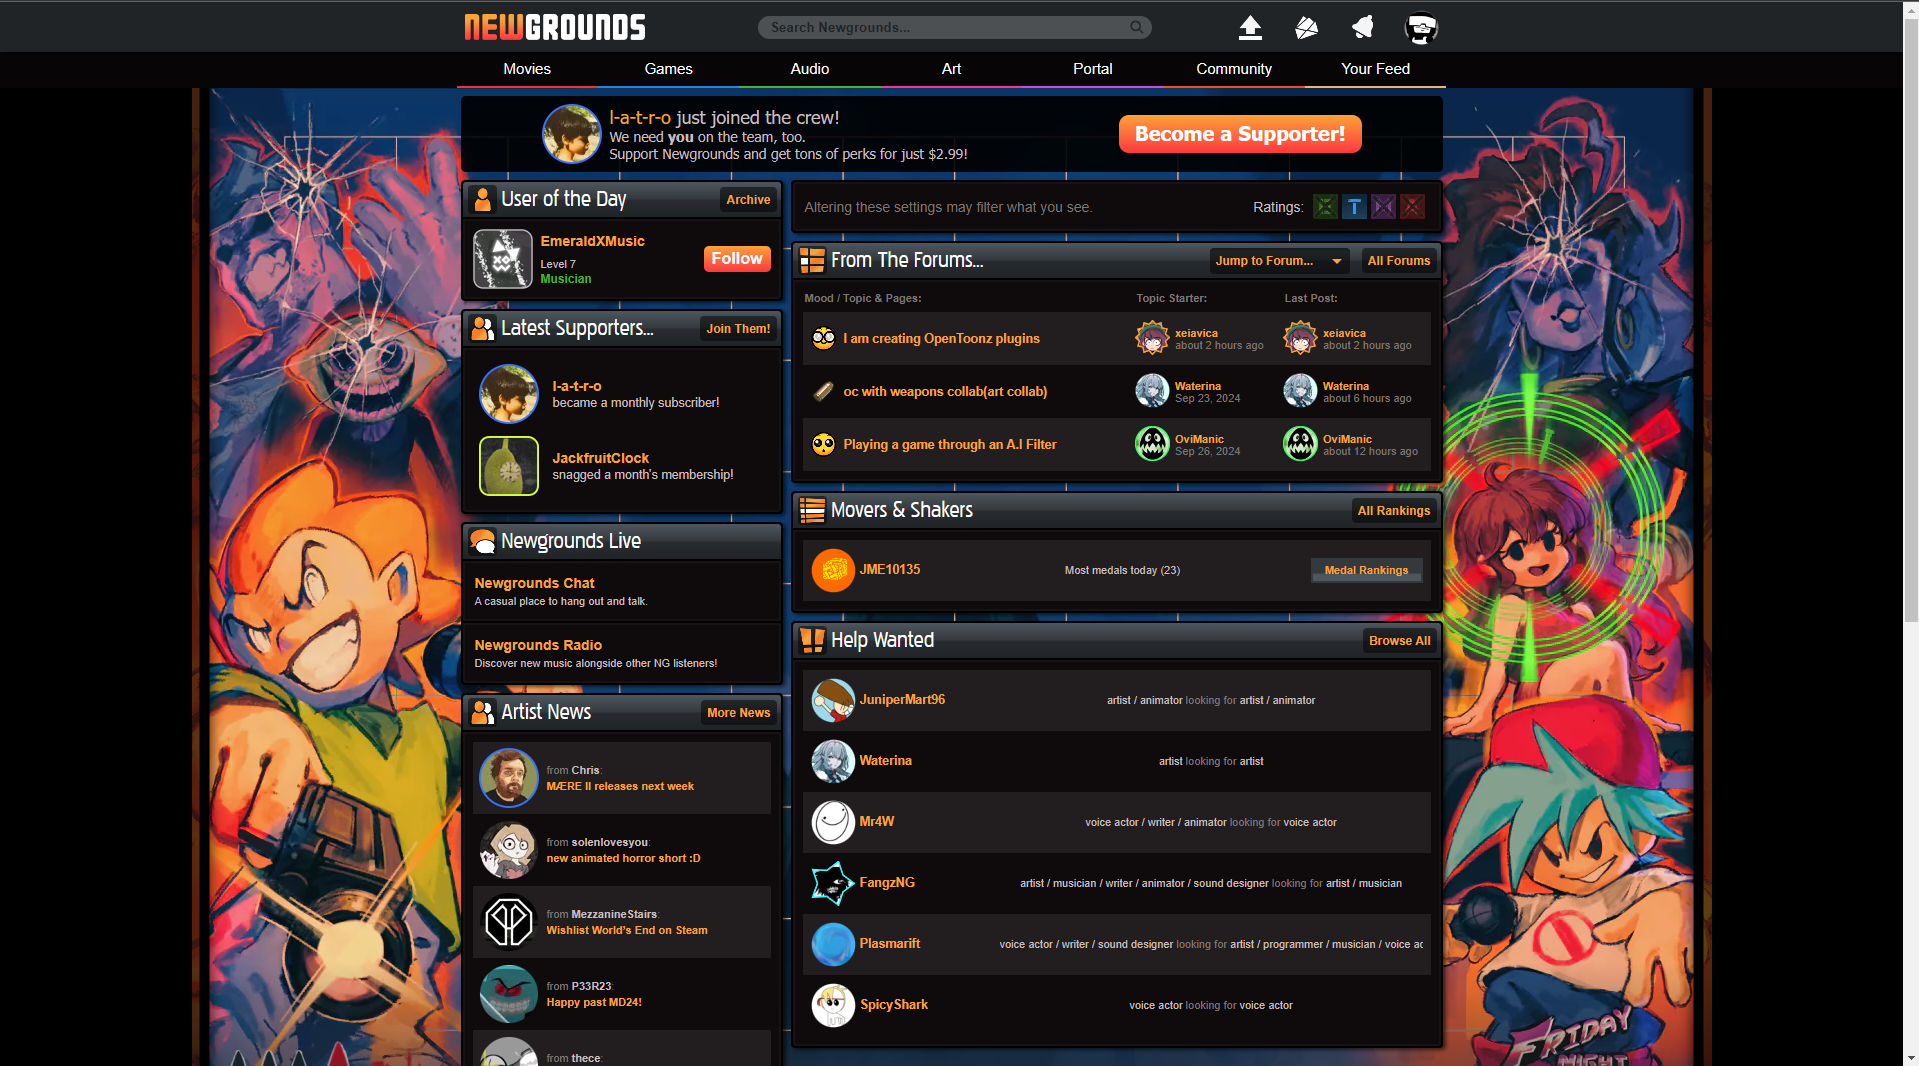 NEWGROUNDS
Search Newgrounds...
Movies
Games
Audio
Art
Portal
Community
Your Feed
l-a-t-r-o just joined the crew!
We need you on the team, too.
Support Newgrounds and get tons of perks for just $2.99!
Become a Supporter!
User of the Day
Archive
EmeraldXMusic
Level 7
Musician
Follow
Latest Supporters...
Join Them!
l-a-t-r-o
became a monthly subscriber!
JackfruitClock
snagged a month's membership!
Newgrounds Live
Newgrounds Chat
A casual place to hang out and talk.
Newgrounds Radio
Discover new music alongside other NG listeners!
Artist News
More News
from Chris:
MÆRE II releases next week
from solenlovesyou:
new animated horror short :D
from MezzanineStairs:
Wishlist World's End on Steam
from P33R23:
Happy past MD24!
from thece:
Altering these settings may filter what you see.
Ratings:
T
From The Forums...
Jump to Forum...
All Forums
Mood / Topic & Pages:
Topic Starter:
Last Post:
I am creating OpenToonz plugins
xeiavica
about 2 hours ago
xeiavica
about 2 hours ago
oc with weapons collab(art collab)
Waterina
Sep 23, 2024
Waterina
about 6 hours ago
Playing a game through an A.I Filter
OviManic
Sep 26, 2024
OviManic
about 12 hours ago
Movers & Shakers
All Rankings
JME10135
Most medals today (23)
Medal Rankings
Help Wanted
Browse All
JuniperMart96
artist / animator looking for artist / animator
Waterina
artist looking for artist
Mr4W
voice actor / writer / animator looking for voice actor
FangzNG
artist / musician / writer / animator / sound designer looking for artist / musician
Plasmarift
voice actor / writer / sound designer looking for artist / programmer / musician / voice ac
SpicyShark
voice actor looking for voice actor
FRIDAY
NIGHT